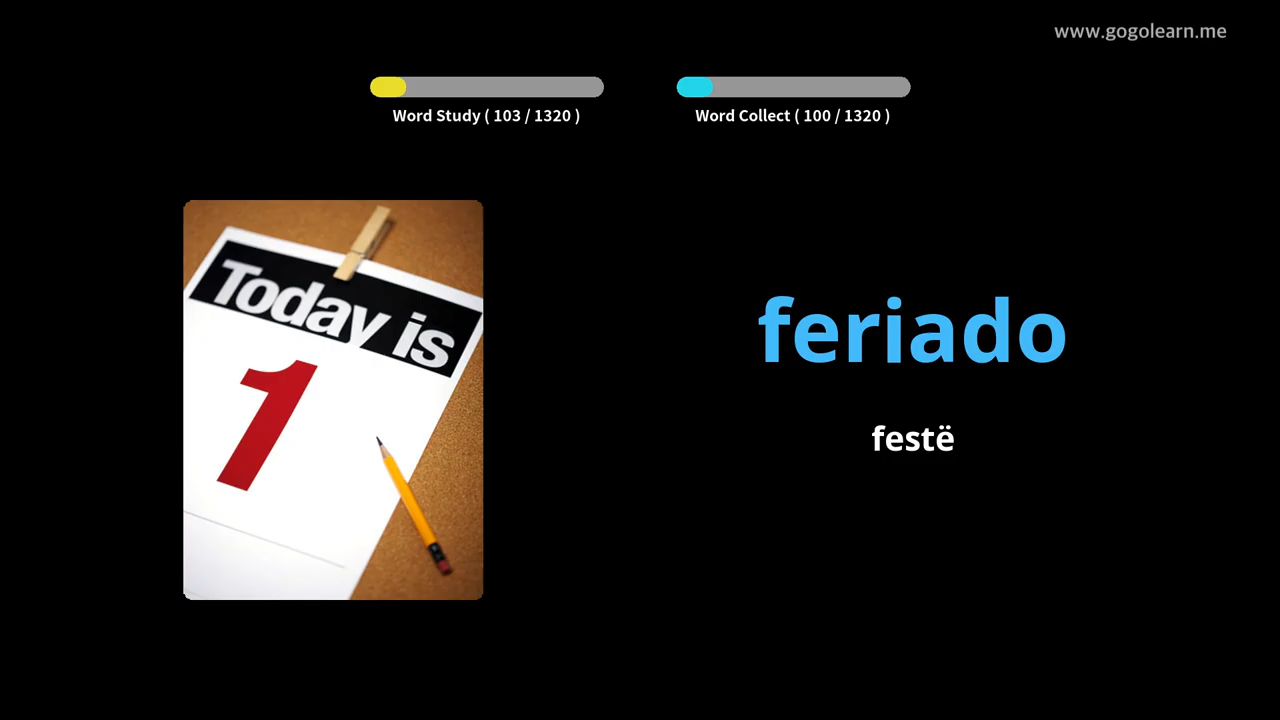 www.gogolearn.me
Word Study ( 103 / 1320 )
Word Collect ( 100 / 1320 )
Today is
1
feriado
festë